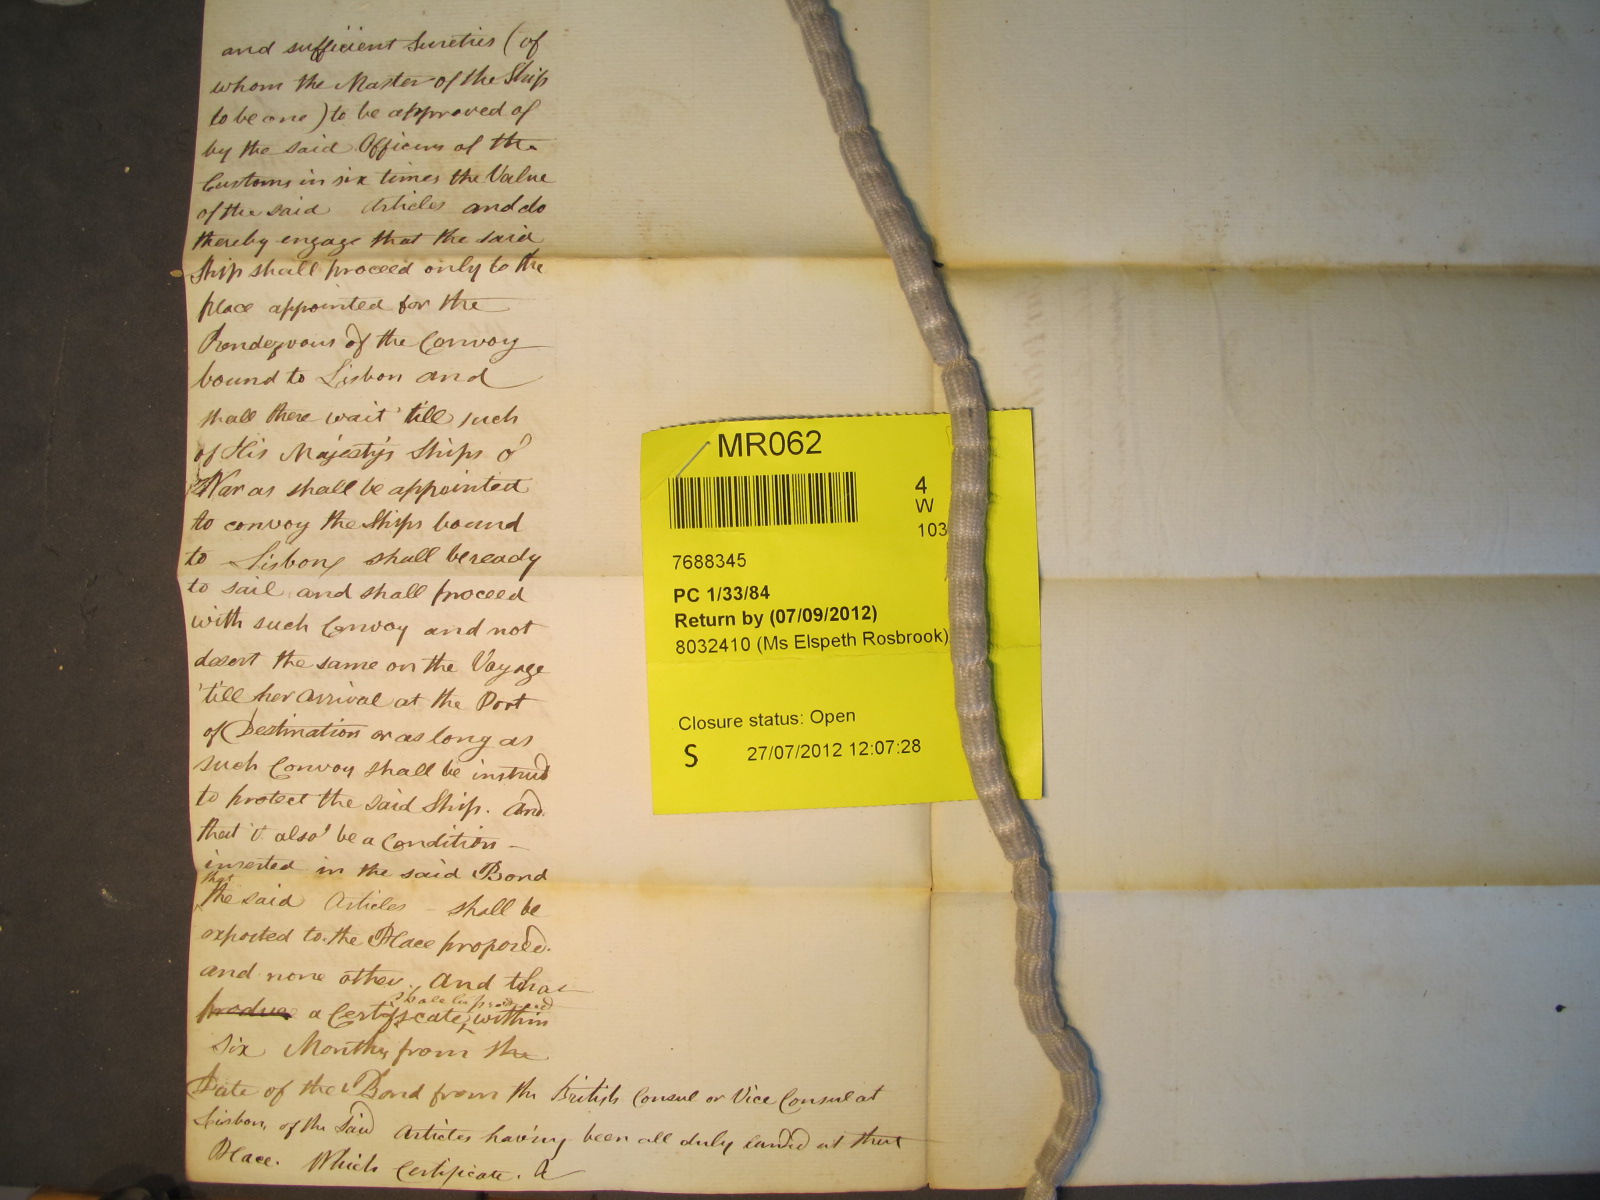 and sufficient Sureties (of
whom the Master of the Ship
to be one) to be approved of
by the said Officers of the
Customs in six times the Value
of the said Articles and do
thereby engage that the said
Ship shall proceed only to the
place appointed for the
Rendezvous of the Convoy
bound to Lisbon and
shall there wait 'till such
of His Majesty's Ships of
War as shall be appointed
to convoy the Ships bound
to Lisbon, shall be ready
to sail and shall proceed
with such Convoy and not
desert the same on the Voyage
'till her arrival at the Port
of Destination or as long as
such Convoy shall be instrud
to protect the said Ship. And
that it also be a Condition
inserted in the said Bond
that
the said Articles shall be
exported to the Place proposed
and none other. And that
shall be produced
produce a Certificate, within
Six Months from the
Date of the Bond from the British Consul or Vice Consul at
Lisbon, of the said Articles having been all duly landed at that
Place. Which Certificate. &
MR062
4
W
103
7688345
PC 1/33/84
Return by (07/09/2012)
8032410 (Ms Elspeth Rosbrook)
Closure status: Open
S 27/07/2012 12:07:28